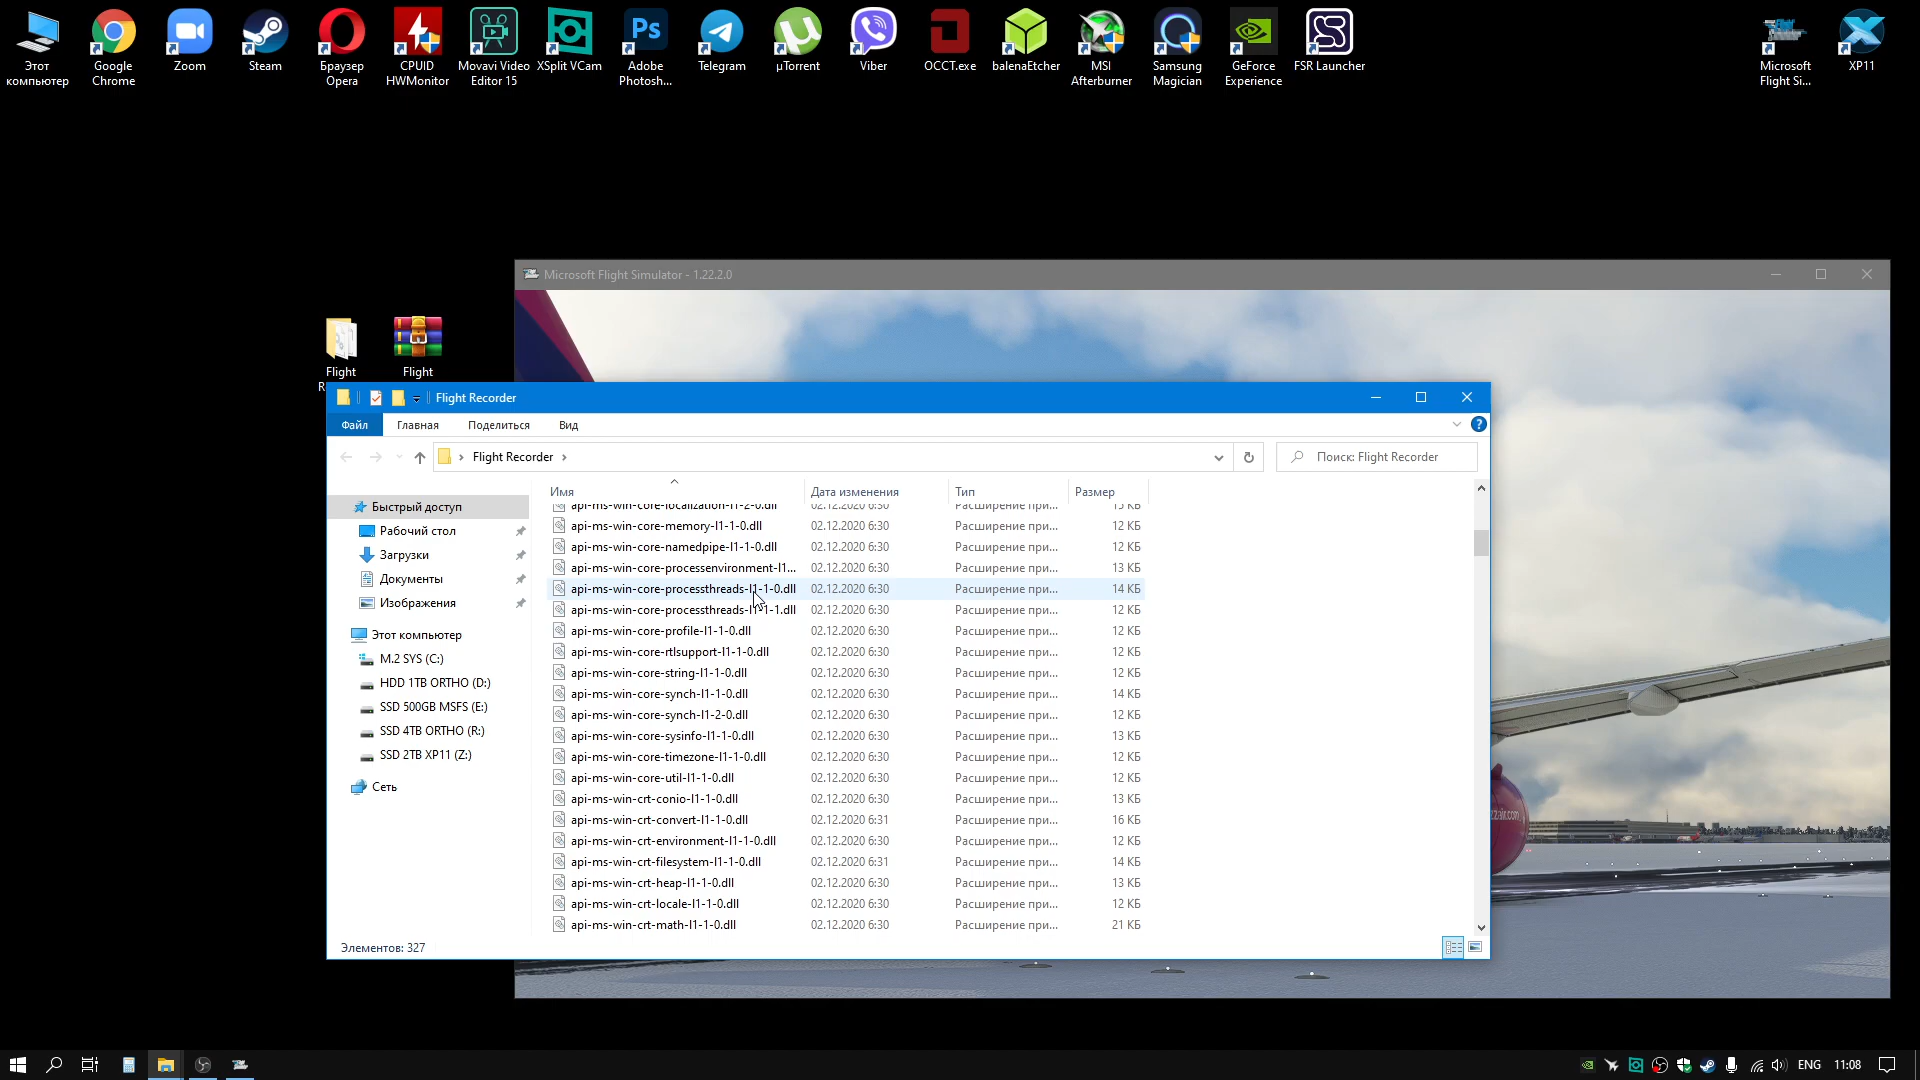 Этот компьютер
Google Chrome
Zoom
Steam
Браузер Opera
CPUID HWMonitor
Movavi Video Editor 15
XSplit VCam
Adobe Photosh...
Telegram
µTorrent
Viber
OCCT.exe
balenaEtcher
MSI Afterburner
Samsung Magician
GeForce Experience
FSR Launcher
Microsoft Flight Si...
XP11
Ps
Microsoft Flight Simulator - 1.22.2.0
Flight
Flight
Flight Recorder
Файл Главная Поделиться Вид
Flight Recorder
Поиск: Flight Recorder
Быстрый доступ
Рабочий стол
Загрузки
Документы
Изображения
Этот компьютер
M.2 SYS (C:)
HDD 1TB ORTHO (D:)
SSD 500GB MSFS (E:)
SSD 4TB ORTHO (R:)
SSD 2TB XP11 (Z:)
Сеть
Имя Дата изменения Тип Размер
api-ms-win-core-localization-l1-2-0.dll 02.12.2020 6:30 Расширение при... 15 КБ
api-ms-win-core-memory-l1-1-0.dll 02.12.2020 6:30 Расширение при... 12 КБ
api-ms-win-core-namedpipe-l1-1-0.dll 02.12.2020 6:30 Расширение при... 12 КБ
api-ms-win-core-processenvironment-l1... 02.12.2020 6:30 Расширение при... 13 КБ
api-ms-win-core-processthreads-l1-1-0.dll 02.12.2020 6:30 Расширение при... 14 КБ
api-ms-win-core-processthreads-l1-1-1.dll 02.12.2020 6:30 Расширение при... 12 КБ
api-ms-win-core-profile-l1-1-0.dll 02.12.2020 6:30 Расширение при... 12 КБ
api-ms-win-core-rtlsupport-l1-1-0.dll 02.12.2020 6:30 Расширение при... 12 КБ
api-ms-win-core-string-l1-1-0.dll 02.12.2020 6:30 Расширение при... 12 КБ
api-ms-win-core-synch-l1-1-0.dll 02.12.2020 6:30 Расширение при... 14 КБ
api-ms-win-core-synch-l1-2-0.dll 02.12.2020 6:30 Расширение при... 12 КБ
api-ms-win-core-sysinfo-l1-1-0.dll 02.12.2020 6:30 Расширение при... 13 КБ
api-ms-win-core-timezone-l1-1-0.dll 02.12.2020 6:30 Расширение при... 12 КБ
api-ms-win-core-util-l1-1-0.dll 02.12.2020 6:30 Расширение при... 12 КБ
api-ms-win-crt-conio-l1-1-0.dll 02.12.2020 6:30 Расширение при... 13 КБ
api-ms-win-crt-convert-l1-1-0.dll 02.12.2020 6:31 Расширение при... 16 КБ
api-ms-win-crt-environment-l1-1-0.dll 02.12.2020 6:30 Расширение при... 12 КБ
api-ms-win-crt-filesystem-l1-1-0.dll 02.12.2020 6:31 Расширение при... 14 КБ
api-ms-win-crt-heap-l1-1-0.dll 02.12.2020 6:30 Расширение при... 13 КБ
api-ms-win-crt-locale-l1-1-0.dll 02.12.2020 6:30 Расширение при... 12 КБ
api-ms-win-crt-math-l1-1-0.dll 02.12.2020 6:30 Расширение при... 21 КБ
Элементов: 327
ENG 11:08